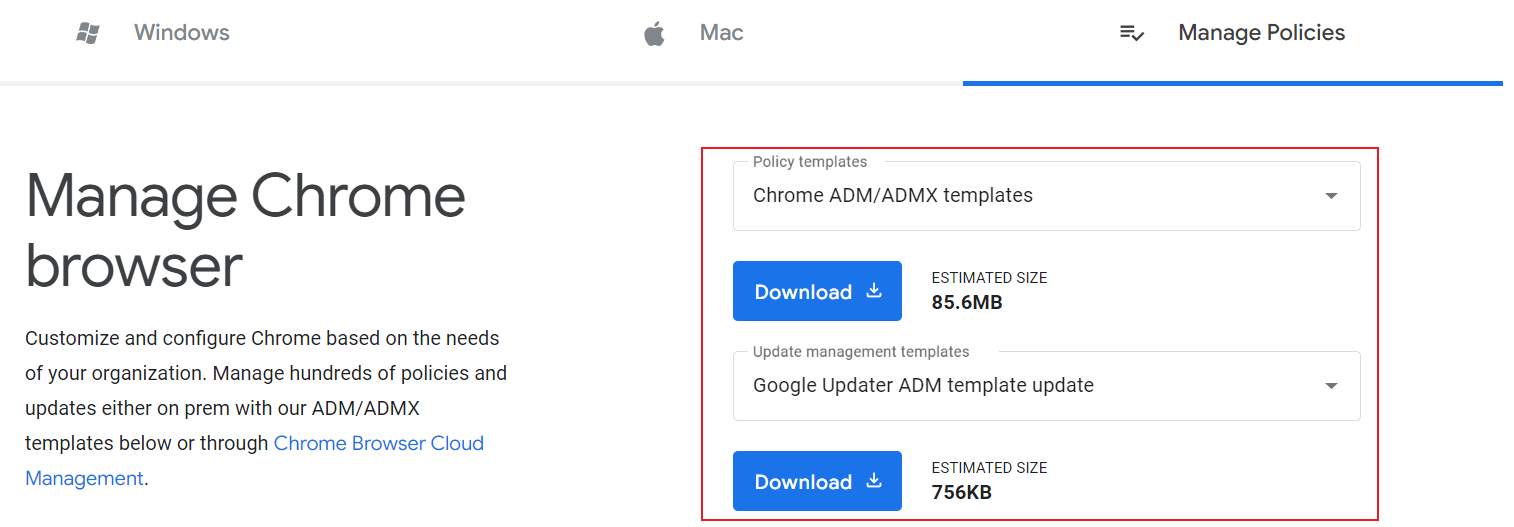 Windows
Mac
Manage Policies
Manage Chrome
browser
Customize and configure Chrome based on the needs
of your organization. Manage hundreds of policies and
updates either on prem with our ADM/ADMX
templates below or through Chrome Browser Cloud
Management.
Policy templates
Chrome ADM/ADMX templates
Download
ESTIMATED SIZE
85.6MB
Update management templates
Google Updater ADM template update
Download
ESTIMATED SIZE
756KB